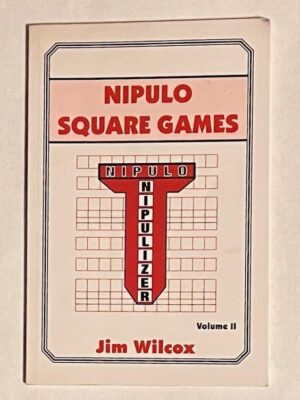 NIPULO
SQUARE GAMES
NIPULO
NIPULIZER
Volume II
Jim Wilcox